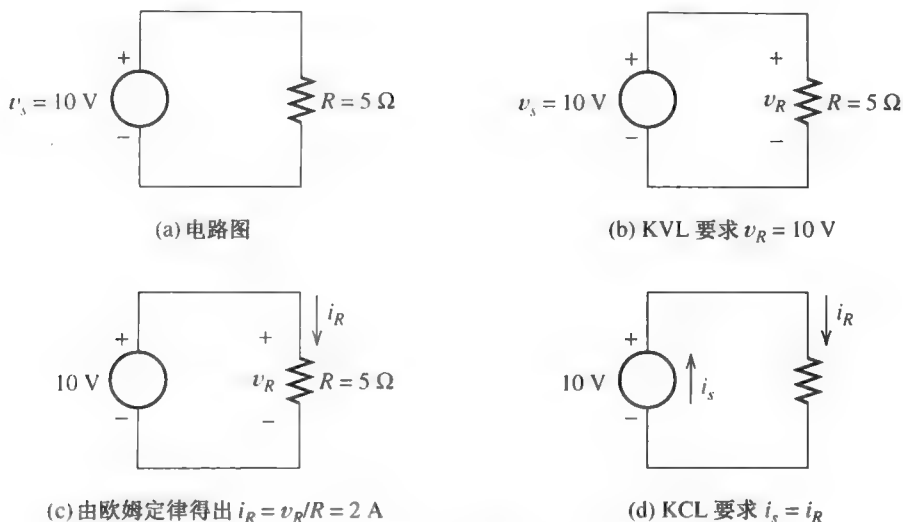 +
v_s = 10 V
R = 5 Ω
−
(a) 电路图
+ +
v_s = 10 V
v_R
R = 5 Ω
− −
(b) KVL 要求 v_R = 10 V
i_R
+ +
10 V
v_R
R = 5 Ω
− −
(c) 由欧姆定律得出 i_R = v_R/R = 2 A
i_R
+
10 V
i_s
−
(d) KCL 要求 i_s = i_R